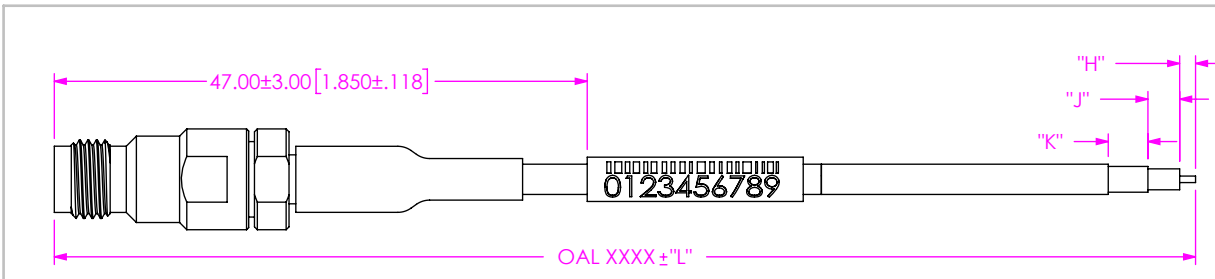 "H"
47.00±3.00 [1.850±.118]
"J"
"K"
0123456789
OAL XXXX ±"L"